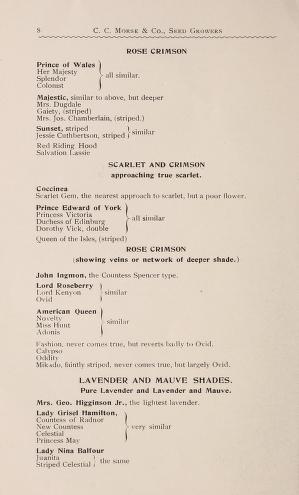 8 C. C. Morse & Co., Seed Growers
ROSE CRIMSON
Prince of Wales
Her Majesty
Splendor } all similar.
Colonist
Majestic, similar to above, but deeper
Mrs. Dugdale
Gaiety, (striped)
Mrs. Jos. Chamberlain, (striped.)
Sunset, striped
Jessie Cuthbertson, striped } similar
Red Riding Hood
Salvation Lassie
SCARLET AND CRIMSON
approaching true scarlet.
Coccinea
Scarlet Gem, the nearest approach to scarlet, but a poor flower.
Prince Edward of York
Princess Victoria
Duchess of Edinburg } all similar
Dorothy Vick, double
Queen of the Isles, (striped)
ROSE CRIMSON
(showing veins or network of deeper shade.)
John Ingmon, the Countess Spencer type.
Lord Roseberry
Lord Kenyon } similar
Ovid
American Queen
Novelty
Miss Hunt } similar
Adonis
Fashion, never comes true, but reverts badly to Ovid.
Calypso
Oddity
Mikado, faintly striped, never comes true, but largely Ovid.
LAVENDER AND MAUVE SHADES.
Pure Lavender and Lavender and Mauve.
Mrs. Geo. Higginson Jr., the lightest lavender.
Lady Grisel Hamilton,
Countess of Radnor
New Countess } very similar
Celestial
Princess May
Lady Nina Balfour
Juanita
Striped Celestial } the same